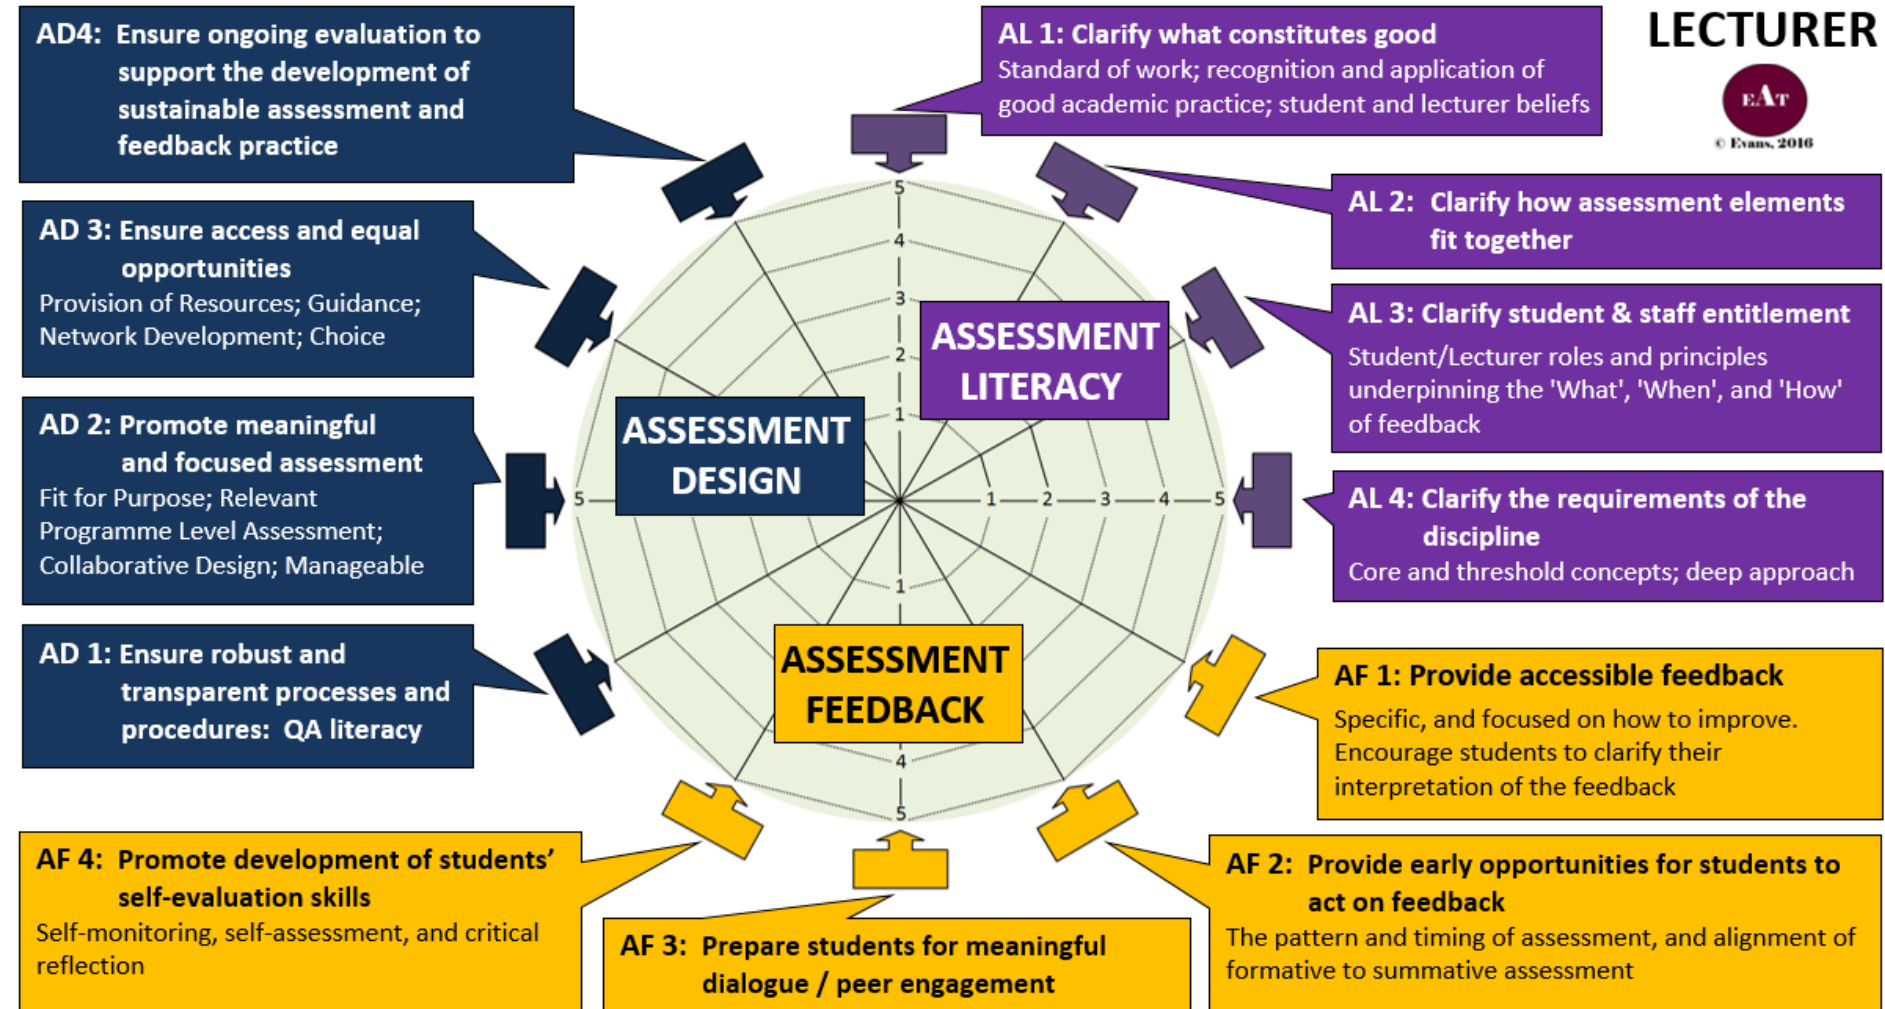 LECTURER
EAT
© Evans, 2016
AD4: Ensure ongoing evaluation to
support the development of
sustainable assessment and
feedback practice
AL 1: Clarify what constitutes good
Standard of work; recognition and application of
good academic practice; student and lecturer beliefs
AL 2: Clarify how assessment elements
fit together
AD 3: Ensure access and equal
opportunities
Provision of Resources; Guidance;
Network Development; Choice
AL 3: Clarify student & staff entitlement
Student/Lecturer roles and principles
underpinning the 'What', 'When', and 'How'
of feedback
AD 2: Promote meaningful
and focused assessment
Fit for Purpose; Relevant
Programme Level Assessment;
Collaborative Design; Manageable
AL 4: Clarify the requirements of the
discipline
Core and threshold concepts; deep approach
AD 1: Ensure robust and
transparent processes and
procedures: QA literacy
AF 1: Provide accessible feedback
Specific, and focused on how to improve.
Encourage students to clarify their
interpretation of the feedback
AF 4: Promote development of students’
self-evaluation skills
Self-monitoring, self-assessment, and critical
reflection
AF 3: Prepare students for meaningful
dialogue / peer engagement
AF 2: Provide early opportunities for students to
act on feedback
The pattern and timing of assessment, and alignment of
formative to summative assessment
5
4
3
2
1
ASSESSMENT
LITERACY
ASSESSMENT
DESIGN
5
1 2 3 4 5
1
ASSESSMENT
FEEDBACK
4
5